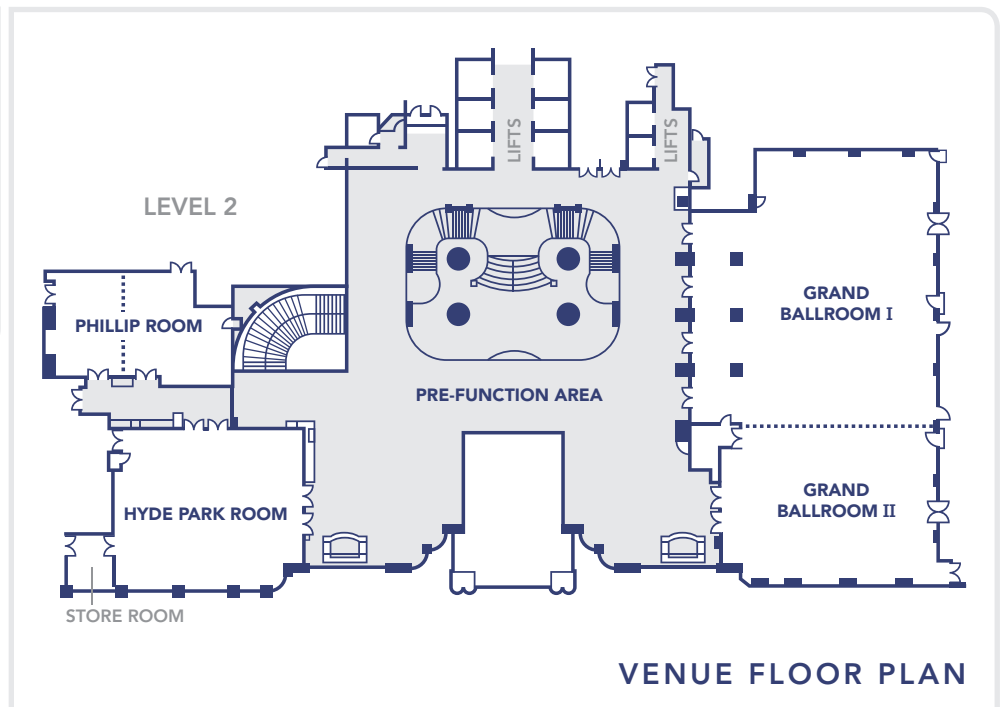 LIFTS
LIFTS
LEVEL 2
GRAND
BALLROOM I
PHILLIP ROOM
PRE-FUNCTION AREA
GRAND
BALLROOM II
HYDE PARK ROOM
STORE ROOM
VENUE FLOOR PLAN